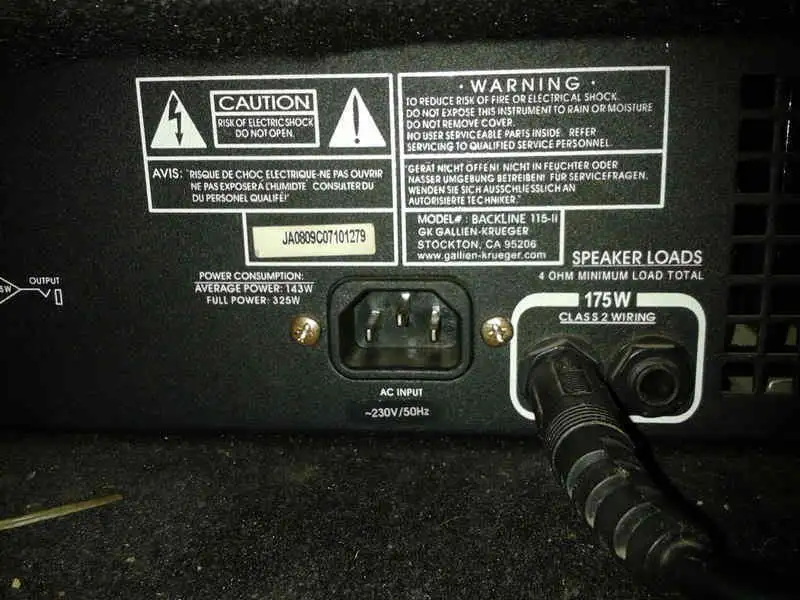 CAUTION
RISK OF ELECTRIC SHOCK
DO NOT OPEN.
AVIS: "RISQUE DE CHOC ELECTRIQUE-NE PAS OUVRIR
NE PAS EXPOSER À L'HUMIDTE CONSULTER DU
DU PERSONEL QUALIFÉ!"
· WARNING ·
TO REDUCE RISK OF FIRE OR ELECTRICAL SHOCK.
DO NOT EXPOSE THIS INSTRUMENT TO RAIN OR MOISTURE
DO NOT REMOVE COVER.
NO USER SERVICEABLE PARTS INSIDE. REFER
SERVICING TO QUALIFIED SERVICE PERSONNEL.
"GERÄT NICHT ÖFFEN! NICHT IN FEUCHTER ODER
NASSER UMGEBUNG BETREIBEN! FÜR SERVICEFRAGEN.
WENDEN SIE SICH AUSSCHLIESSLICH AN
AUTORISIERTE TECHNIKER."
JA0809C07101279
MODEL#: BACKLINE 115-II
GK GALLIEN-KRUEGER
STOCKTON, CA 95206
www.gallien-krueger.com
POWER CONSUMPTION:
AVERAGE POWER: 143W
FULL POWER: 325W
SPEAKER LOADS
4 OHM MINIMUM LOAD TOTAL
175W
CLASS 2 WIRING
OUTPUT
AC INPUT
~230V/50Hz